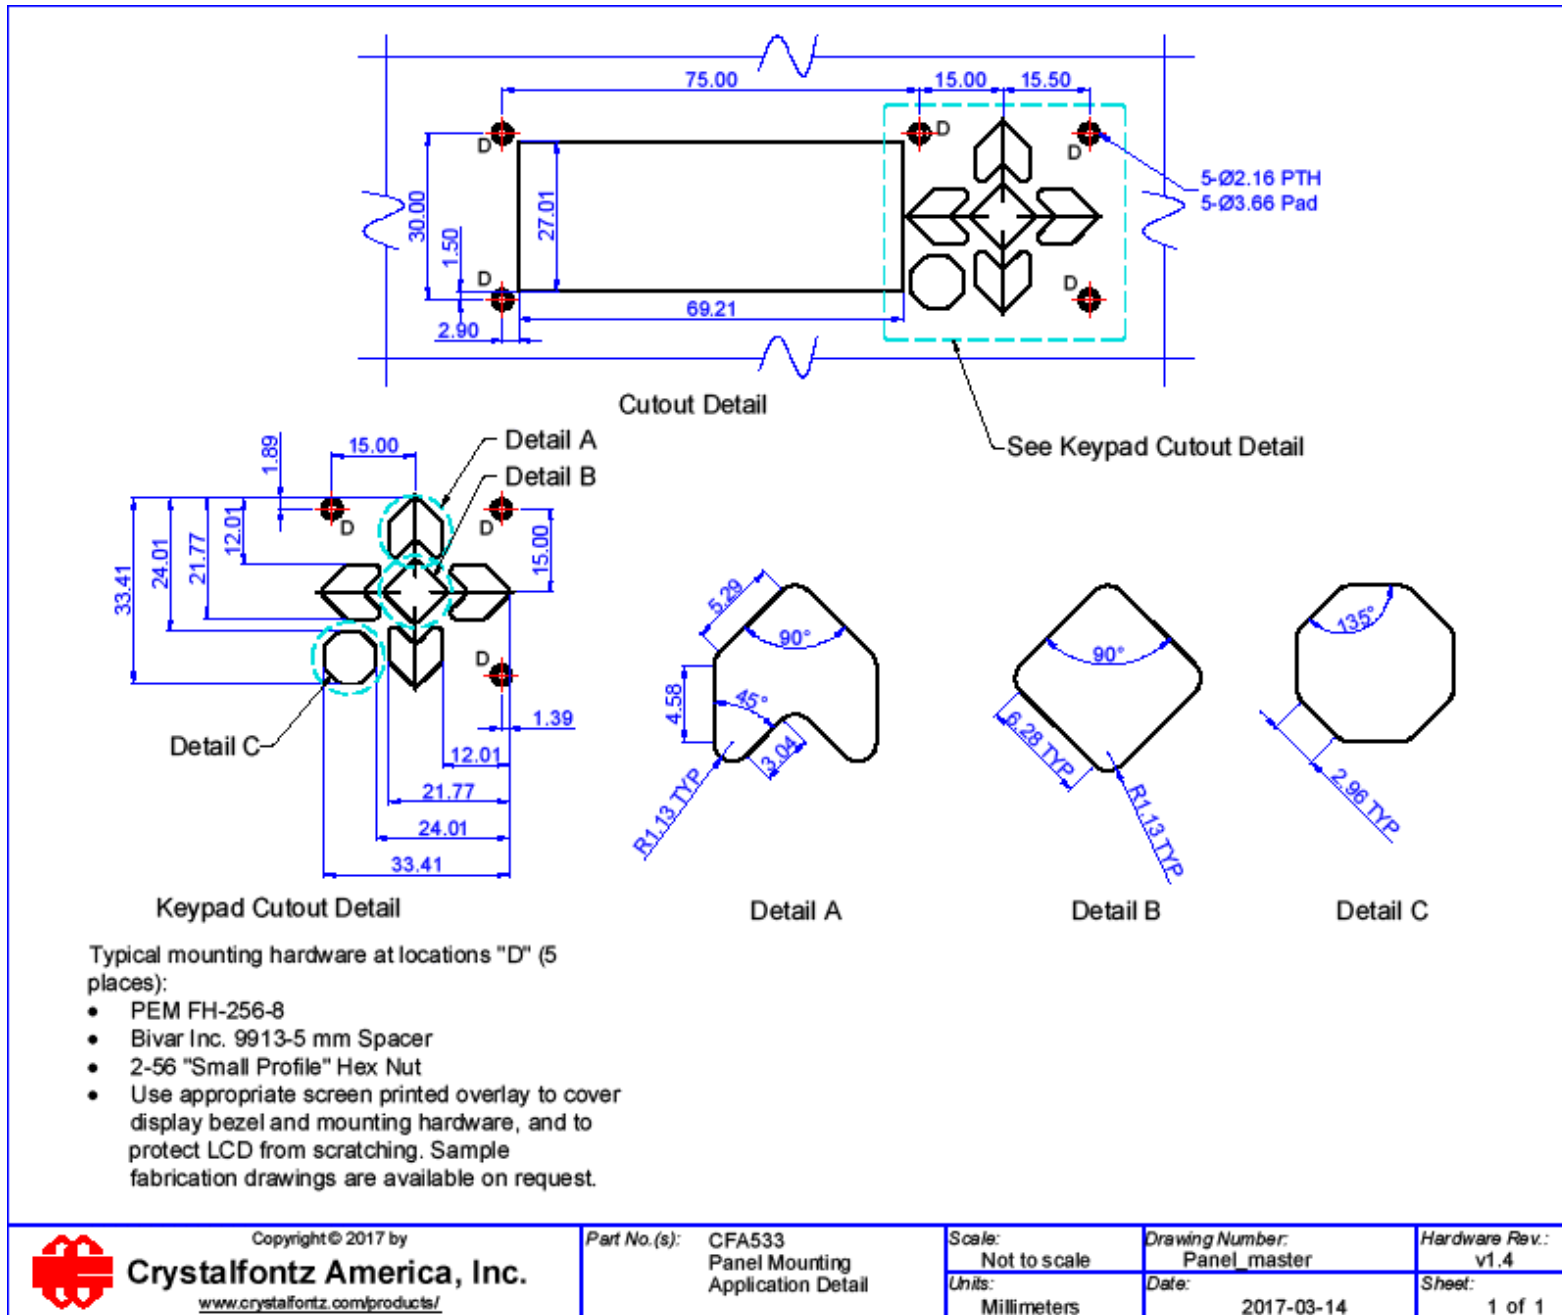 75.00
15.00
15.50
D
D
D
5-Ø2.16 PTH
5-Ø3.66 Pad
30.00
27.01
1.50
D
D
69.21
2.90
Cutout Detail
See Keypad Cutout Detail
1.89
15.00
Detail A
Detail B
D
D
33.41
24.01
21.77
12.01
15.00
D
1.39
Detail C
12.01
21.77
24.01
33.41
Keypad Cutout Detail
5.29
90°
4.58
45°
3.04
R1.13 TYP
Detail A
90°
6.28 TYP
R1.13 TYP
Detail B
135°
2.96 TYP
Detail C
Typical mounting hardware at locations "D" (5
places):
• PEM FH-256-8
• Bivar Inc. 9913-5 mm Spacer
• 2-56 "Small Profile" Hex Nut
• Use appropriate screen printed overlay to cover
display bezel and mounting hardware, and to
protect LCD from scratching. Sample
fabrication drawings are available on request.
Copyright © 2017 by
Crystalfontz America, Inc.
www.crystalfontz.com/products/
Part No.(s): CFA533
Panel Mounting
Application Detail
Scale:
Not to scale
Units:
Millimeters
Drawing Number:
Panel_master
Date:
2017-03-14
Hardware Rev.:
v1.4
Sheet:
1 of 1